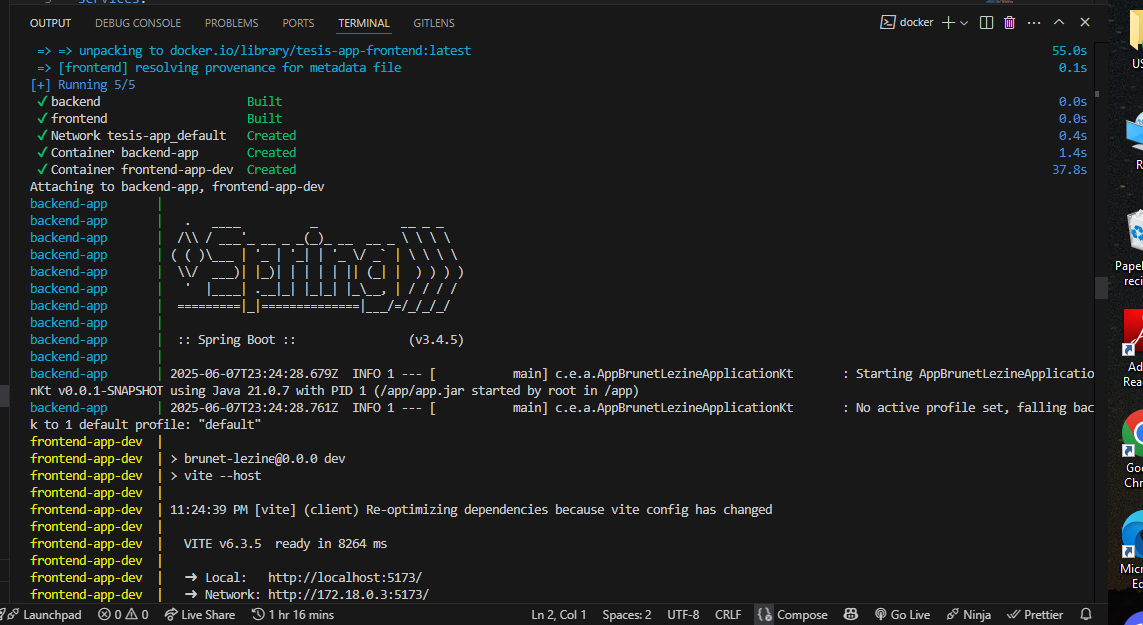 services:
OUTPUT DEBUG CONSOLE PROBLEMS PORTS TERMINAL GITLENS docker
=> => unpacking to docker.io/library/tesis-app-frontend:latest 55.0s
=> [frontend] resolving provenance for metadata file 0.1s
[+] Running 5/5
✓ backend Built 0.0s
✓ frontend Built 0.0s
✓ Network tesis-app_default Created 0.4s
✓ Container backend-app Created 1.4s
✓ Container frontend-app-dev Created 37.8s
Attaching to backend-app, frontend-app-dev
backend-app |
backend-app |   .   ____          _            __ _ _
backend-app |  /\\ / ___'_ __ _ _(_)_ __  __ _ \ \ \ \
backend-app | ( ( )\___ | '_ | '_| | '_ \/ _` | \ \ \ \
backend-app |  \\/  ___)| |_)| | | | | || (_| |  ) ) ) )
backend-app |   '  |____| .__|_| |_|_| |_\__, | / / / /
backend-app |  =========|_|==============|___/=/_/_/_/
backend-app |
backend-app | :: Spring Boot :: (v3.4.5)
backend-app |
backend-app | 2025-06-07T23:24:28.679Z INFO 1 --- [ main] c.e.a.AppBrunetLezineApplicationKt : Starting AppBrunetLezineApplicatio
nKt v0.0.1-SNAPSHOT using Java 21.0.7 with PID 1 (/app/app.jar started by root in /app)
backend-app | 2025-06-07T23:24:28.761Z INFO 1 --- [ main] c.e.a.AppBrunetLezineApplicationKt : No active profile set, falling bac
k to 1 default profile: "default"
frontend-app-dev |
frontend-app-dev | > brunet-lezine@0.0.0 dev
frontend-app-dev | > vite --host
frontend-app-dev |
frontend-app-dev | 11:24:39 PM [vite] (client) Re-optimizing dependencies because vite config has changed
frontend-app-dev |
frontend-app-dev | VITE v6.3.5 ready in 8264 ms
frontend-app-dev |
frontend-app-dev | ➜ Local: http://localhost:5173/
frontend-app-dev | ➜ Network: http://172.18.0.3:5173/
Launchpad 0 0 Live Share 1 hr 16 mins Ln 2, Col 1 Spaces: 2 UTF-8 CRLF Compose Go Live Ninja Prettier
US
R
Pape
reci
Ad
Rea
Go
Chr
Micr
Ed